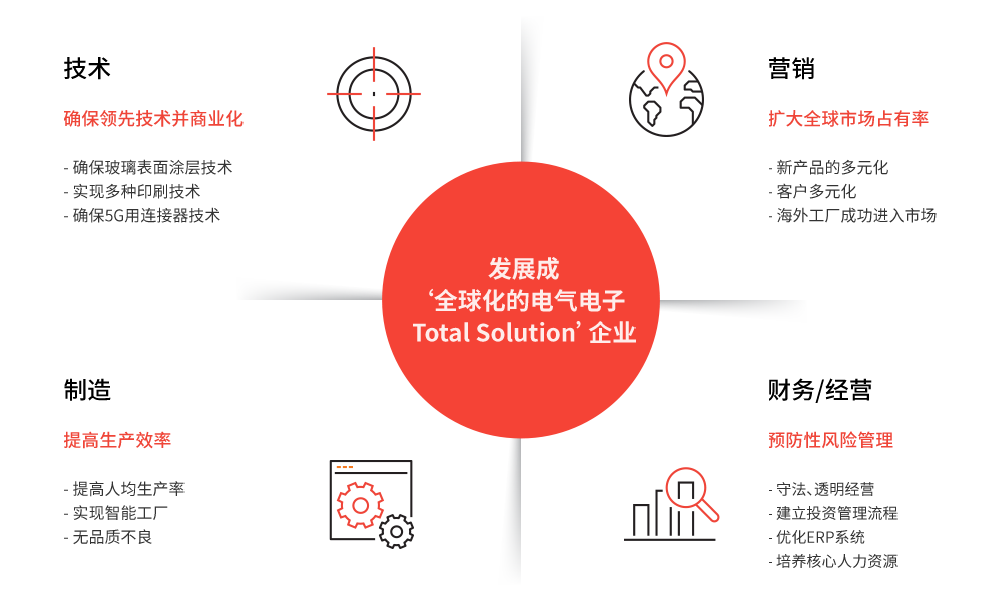 技术
确保领先技术并商业化
- 确保玻璃表面涂层技术
- 实现多种印刷技术
- 确保5G用连接器技术
营销
扩大全球市场占有率
- 新产品的多元化
- 客户多元化
- 海外工厂成功进入市场
发展成
‘全球化的电气电子
Total Solution’ 企业
制造
提高生产效率
- 提高人均生产率
- 实现智能工厂
- 无品质不良
财务/经营
预防性风险管理
- 守法、透明经营
- 建立投资管理流程
- 优化ERP系统
- 培养核心人力资源